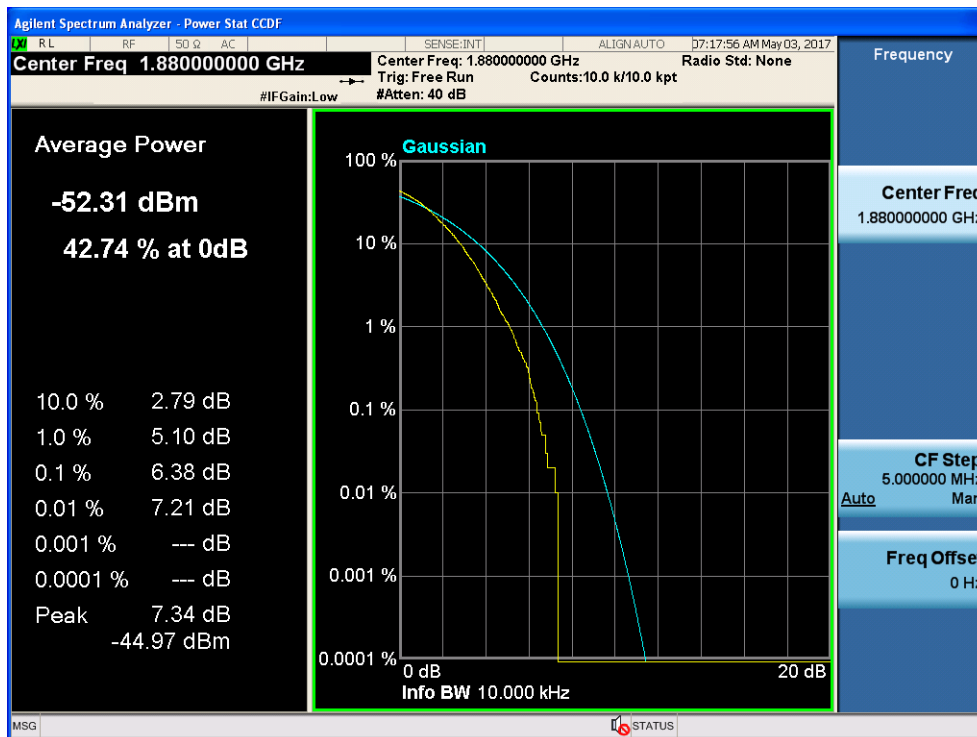 Agilent Spectrum Analyzer - Power Stat CCDF
LXI RL RF 50 Ω AC SENSE:INT ALIGN AUTO 07:17:56 AM May 03, 2017
Center Freq 1.880000000 GHz
Center Freq: 1.880000000 GHz Radio Std: None
Trig: Free Run Counts:10.0 k/10.0 kpt
#IFGain:Low #Atten: 40 dB
Frequency
Average Power
-52.31 dBm
42.74 % at 0dB
10.0 % 2.79 dB
1.0 % 5.10 dB
0.1 % 6.38 dB
0.01 % 7.21 dB
0.001 % --- dB
0.0001 % --- dB
Peak 7.34 dB
-44.97 dBm
Gaussian
100 %
10 %
1 %
0.1 %
0.01 %
0.001 %
0.0001 %
0 dB 20 dB
Info BW 10.000 kHz
Center Freq
1.880000000 GHz
CF Step
5.000000 MHz
Auto Man
Freq Offse
0 Hz
MSG STATUS